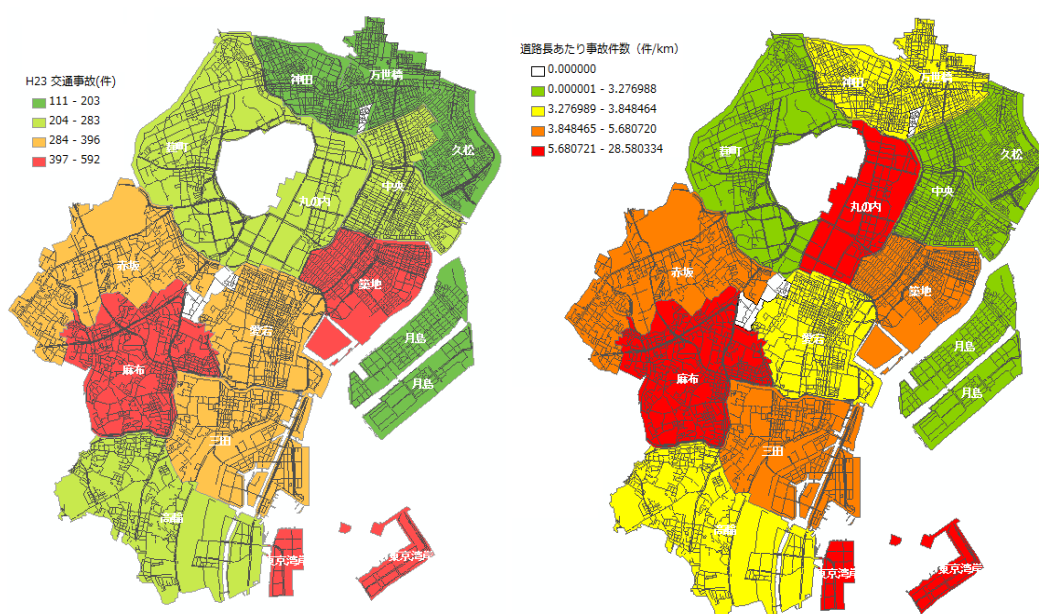 H23 交通事故(件)
111 - 203
204 - 283
284 - 396
397 - 592
神田
万世橋
久松
麹町
中央
丸の内
赤坂
築地
愛宕
月島
月島
麻布
三田
高輪
東京湾岸
東京湾岸
道路長あたり事故件数（件/km）
0.000000
0.000001 - 3.276988
3.276989 - 3.848464
3.848465 - 5.680720
5.680721 - 28.580334
神田
万世橋
久松
麹町
中央
丸の内
赤坂
築地
愛宕
月島
月島
麻布
三田
高輪
東京湾岸
東京湾岸